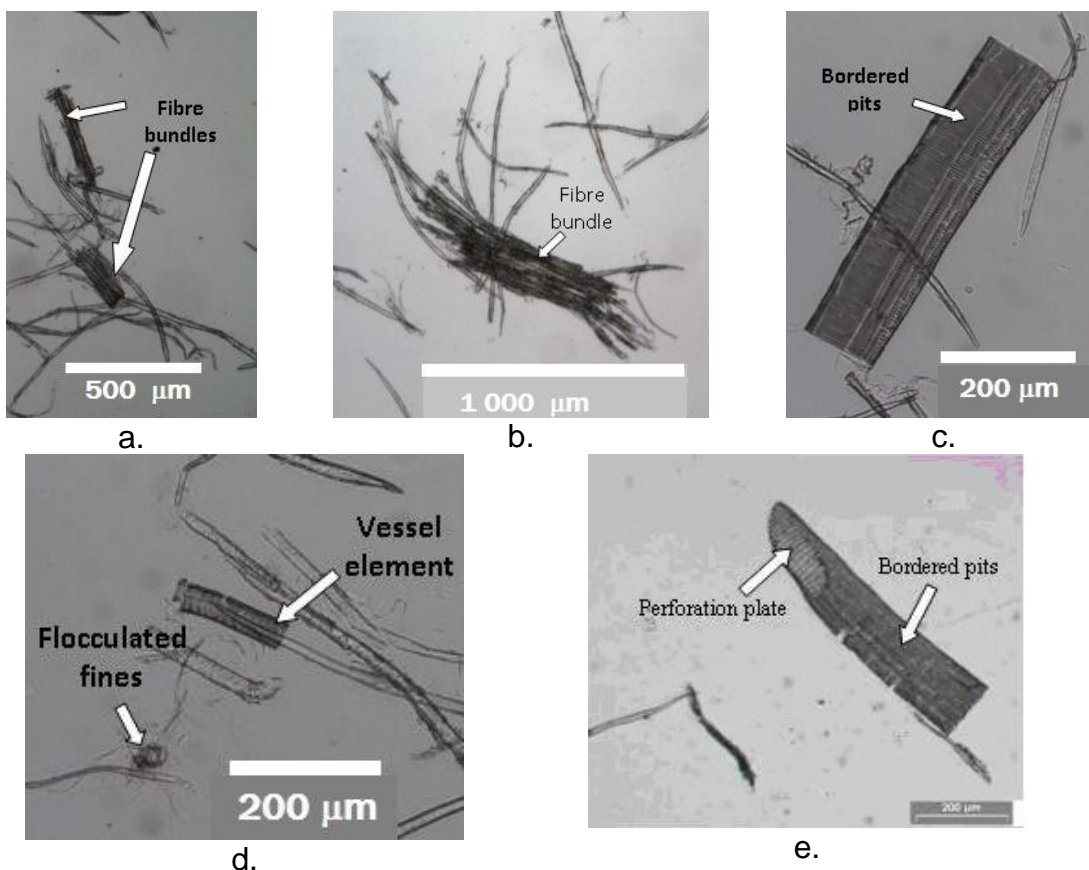 Fibre
bundles
500 μm
a.
Fibre
bundle
1 000 μm
b.
Bordered
pits
200 μm
c.
Vessel
element
Flocculated
fines
200 μm
d.
Bordered pits
Perforation plate
200 μm
e.